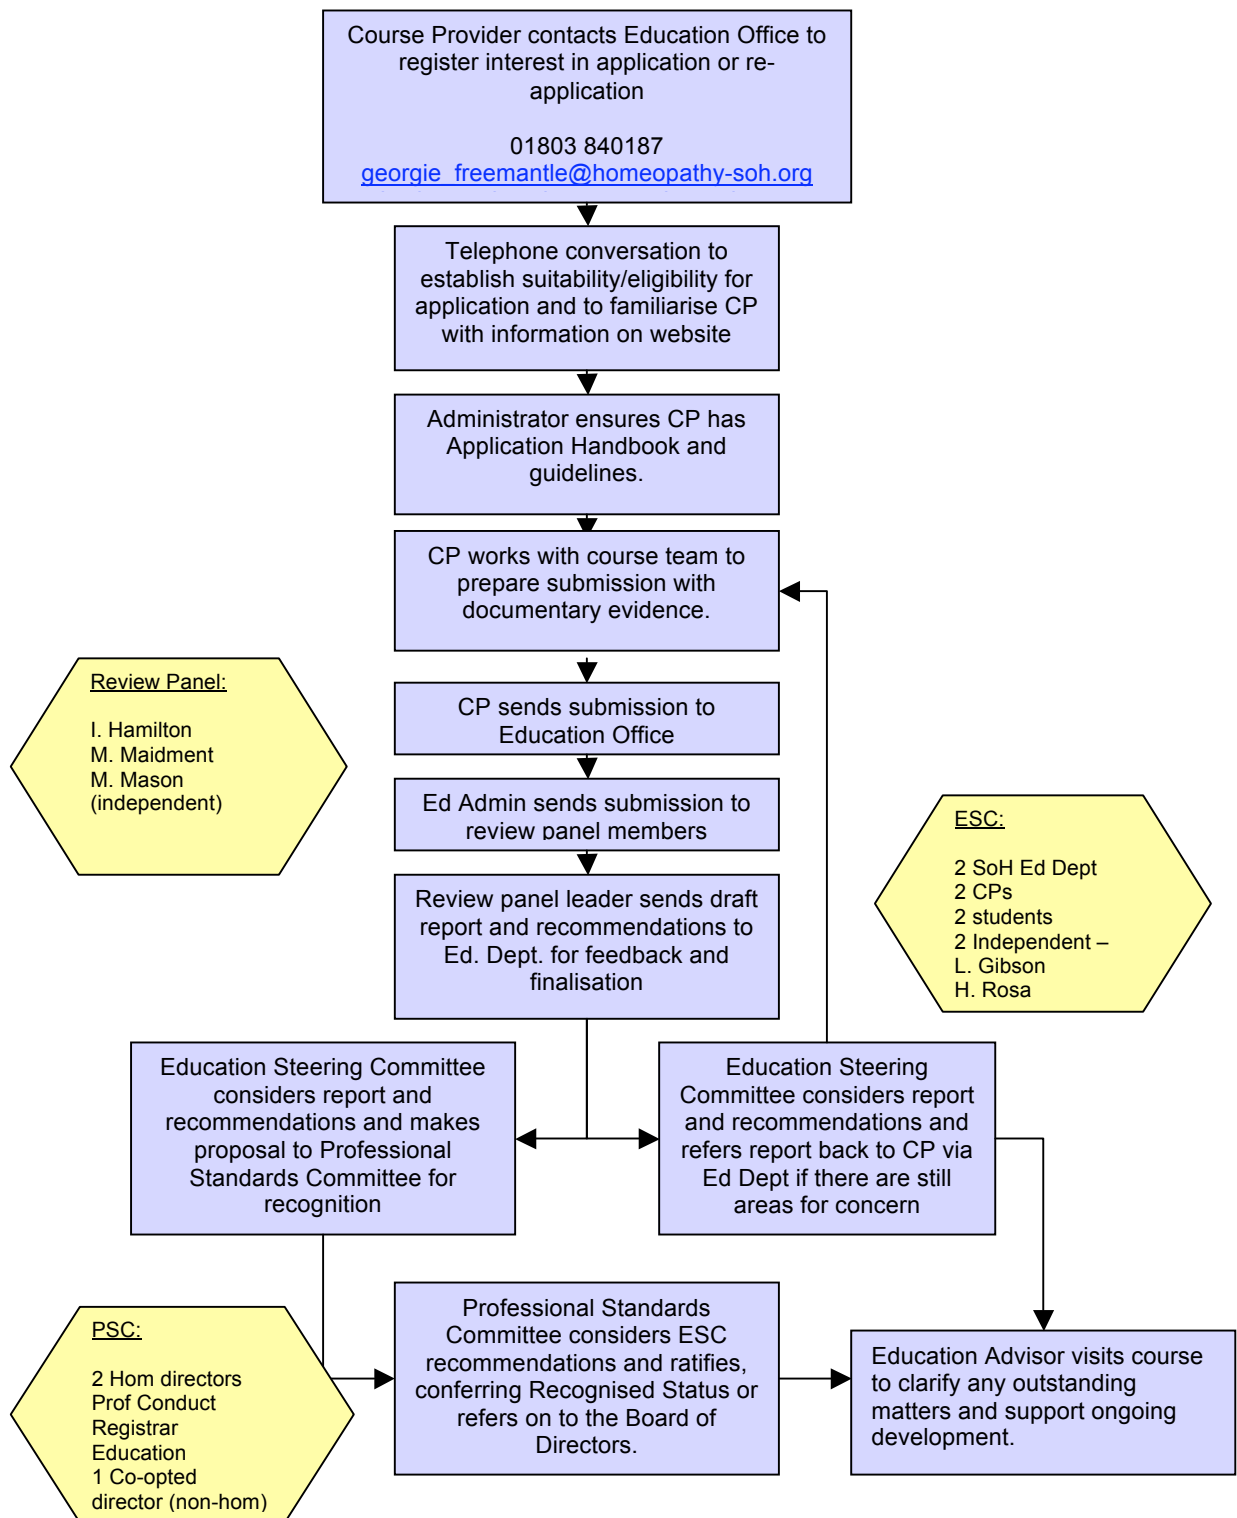 Course Provider contacts Education Office to
register interest in application or re-
application
01803 840187
georgie_freemantle@homeopathy-soh.org
Telephone conversation to
establish suitability/eligibility for
application and to familiarise CP
with information on website
Administrator ensures CP has
Application Handbook and
guidelines.
CP works with course team to
prepare submission with
documentary evidence.
Review Panel:
I. Hamilton
M. Maidment
M. Mason
(independent)
CP sends submission to
Education Office
Ed Admin sends submission to
review panel members
ESC:
2 SoH Ed Dept
2 CPs
2 students
2 Independent –
L. Gibson
H. Rosa
Review panel leader sends draft
report and recommendations to
Ed. Dept. for feedback and
finalisation
Education Steering Committee
considers report and
recommendations and makes
proposal to Professional
Standards Committee for
recognition
Education Steering
Committee considers report
and recommendations and
refers report back to CP via
Ed Dept if there are still
areas for concern
PSC:
2 Hom directors
Prof Conduct
Registrar
Education
1 Co-opted
director (non-hom)
Professional Standards
Committee considers ESC
recommendations and ratifies,
conferring Recognised Status or
refers on to the Board of
Directors.
Education Advisor visits course
to clarify any outstanding
matters and support ongoing
development.